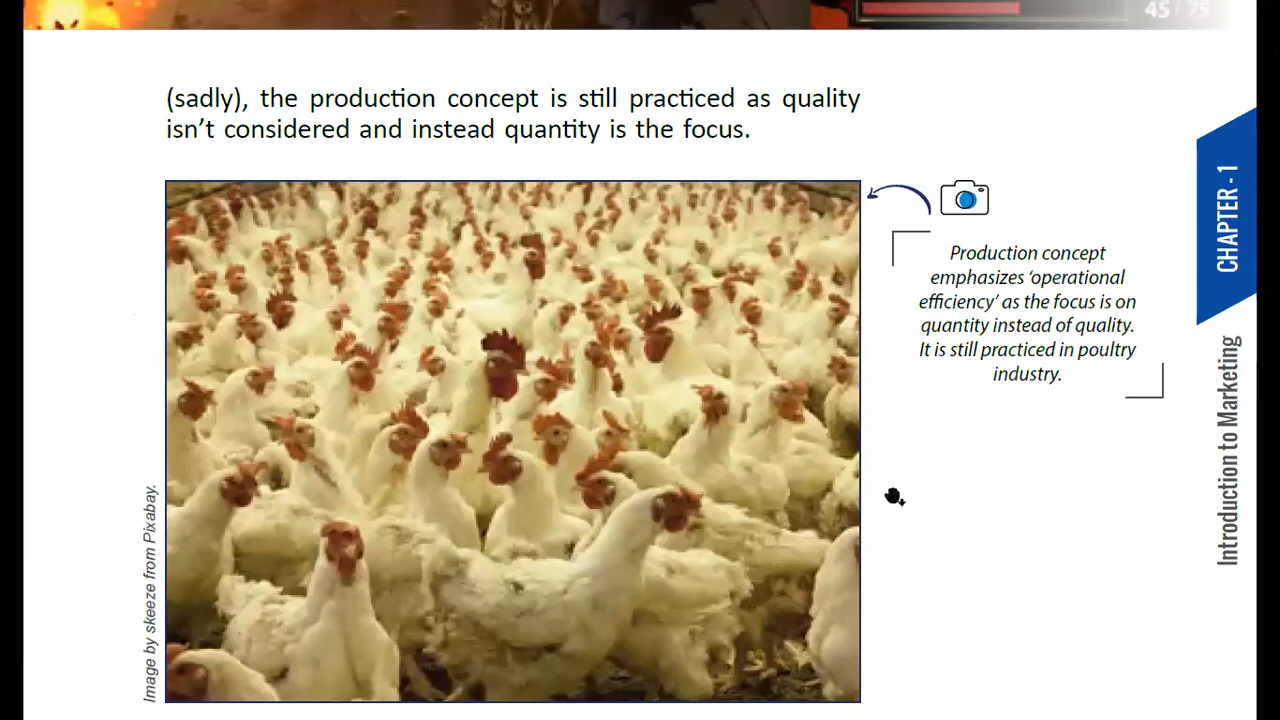 45 / 75
(sadly), the production concept is still practiced as quality
isn't considered and instead quantity is the focus.
Production concept
emphasizes 'operational
efficiency' as the focus is on
quantity instead of quality.
It is still practiced in poultry
industry.
CHAPTER - 1
Introduction to Marketing
Image by skeeze from Pixabay.